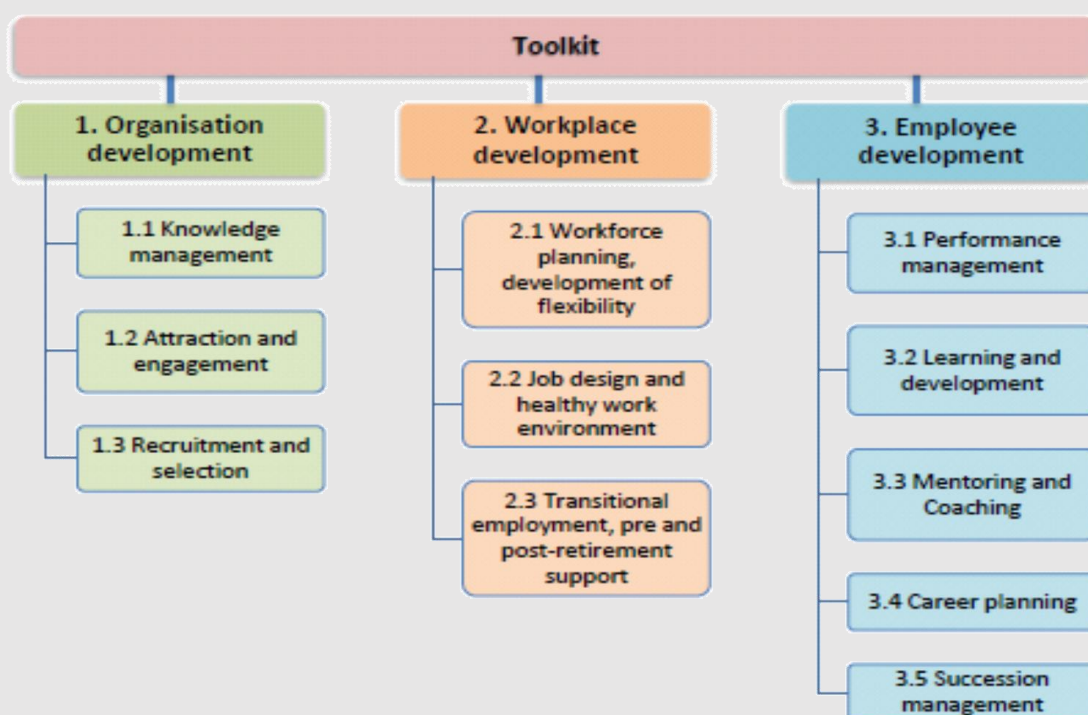 Toolkit
1. Organisation
development
1.1 Knowledge
management
1.2 Attraction and
engagement
1.3 Recruitment and
selection
2. Workplace
development
2.1 Workforce
planning,
development of
flexibility
2.2 Job design and
healthy work
environment
2.3 Transitional
employment, pre and
post-retirement
support
3. Employee
development
3.1 Performance
management
3.2 Learning and
development
3.3 Mentoring and
Coaching
3.4 Career planning
3.5 Succession
management